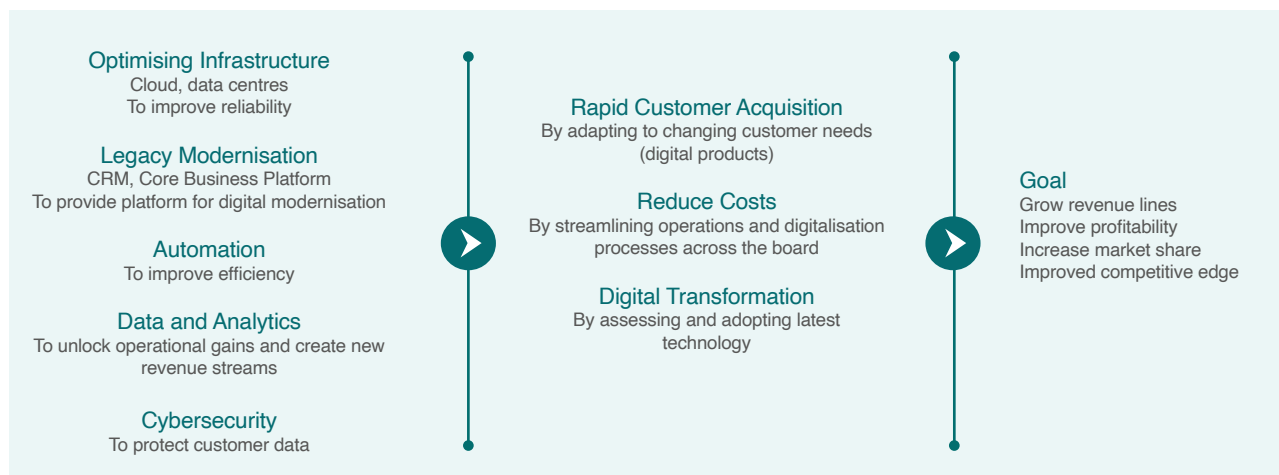 Optimising Infrastructure
Cloud, data centres
To improve reliability
Legacy Modernisation
CRM, Core Business Platform
To provide platform for digital modernisation
Automation
To improve efficiency
Data and Analytics
To unlock operational gains and create new
revenue streams
Cybersecurity
To protect customer data
Rapid Customer Acquisition
By adapting to changing customer needs
(digital products)
Reduce Costs
By streamlining operations and digitalisation
processes across the board
Digital Transformation
By assessing and adopting latest
technology
Goal
Grow revenue lines
Improve profitability
Increase market share
Improved competitive edge